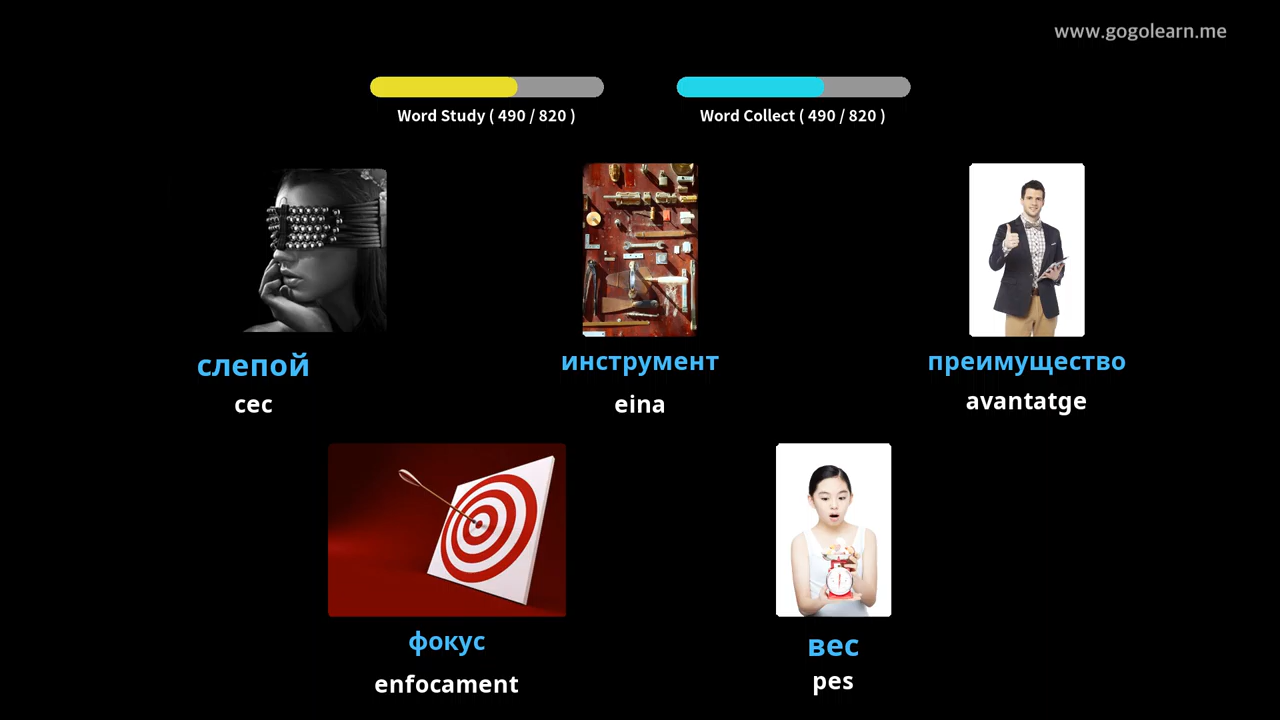 www.gogolearn.me
Word Study ( 490 / 820 )
Word Collect ( 490 / 820 )
слепой
cec
инструмент
eina
преимущество
avantatge
фокус
enfocament
вес
pes